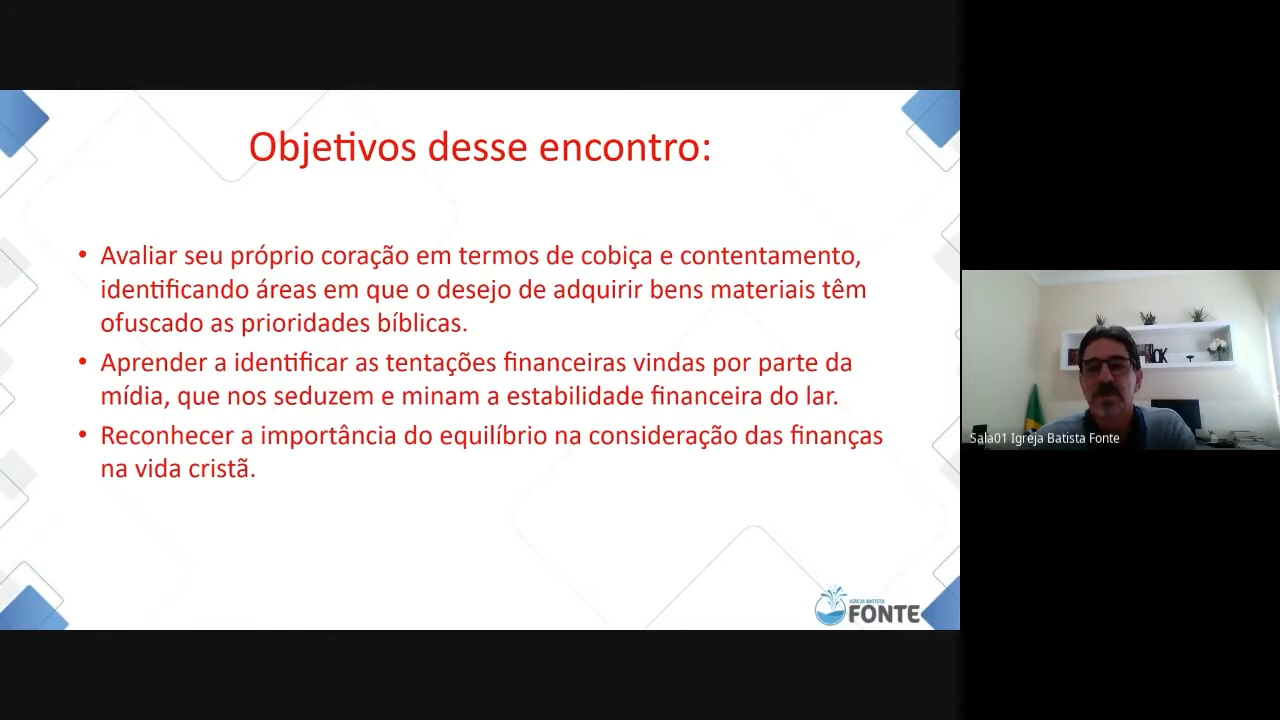 Objetivos desse encontro:
• Avaliar seu próprio coração em termos de cobiça e contentamento,
identificando áreas em que o desejo de adquirir bens materiais têm
ofuscado as prioridades bíblicas.
• Aprender a identificar as tentações financeiras vindas por parte da
mídia, que nos seduzem e minam a estabilidade financeira do lar.
• Reconhecer a importância do equilíbrio na consideração das finanças
na vida cristã.
IGREJA BATISTA
FONTE
Sala01 Igreja Batista Fonte